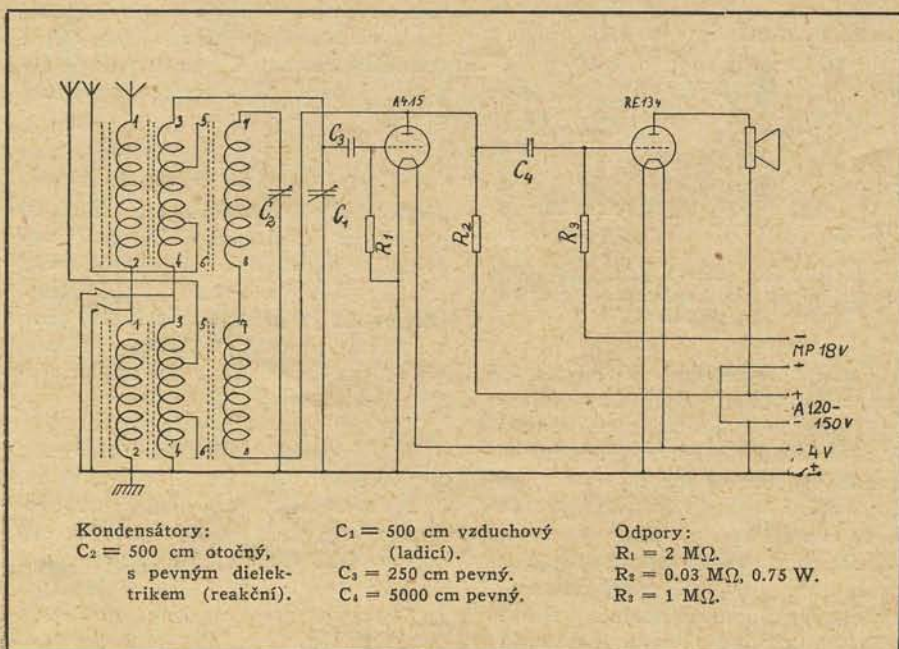 1 3 5 7
A415
RE134
C₃
C₂
C₁
R₁
R₂
C₄
R₃
2 4 6 8
1 3 5 7
2 4 6 8
−
MP 18V
+
+
A 120-
150V
−
- 4V
+
Kondensátory:
C₂ = 500 cm otočný,
s pevným dielek-
trikem (reakční).
C₁ = 500 cm vzduchový
(ladicí).
C₃ = 250 cm pevný.
C₄ = 5000 cm pevný.
Odpory:
R₁ = 2 MΩ.
R₂ = 0.03 MΩ, 0.75 W.
R₃ = 1 MΩ.